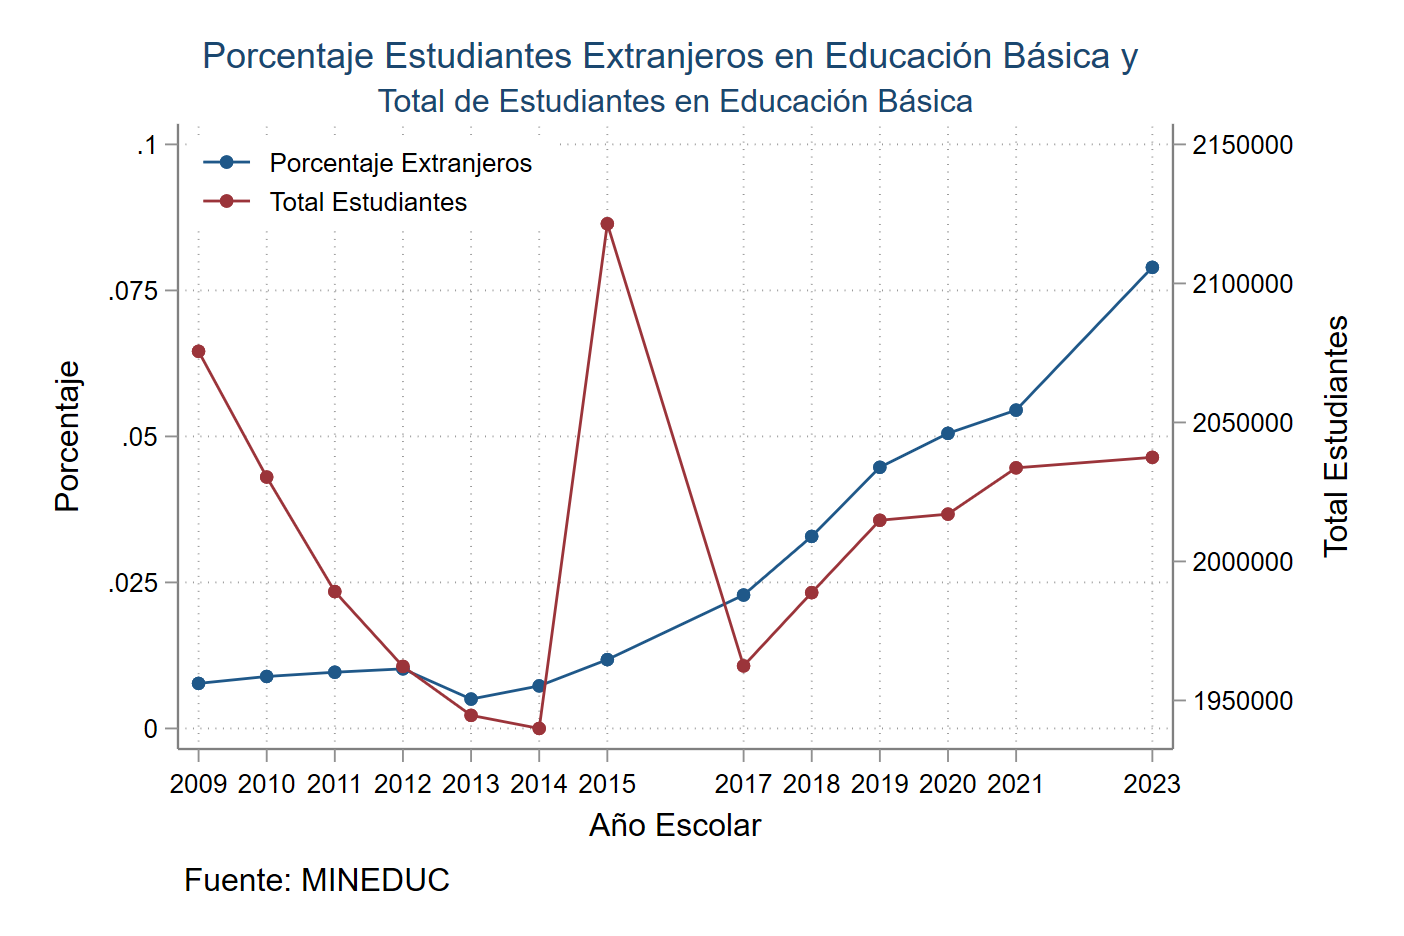 Porcentaje Estudiantes Extranjeros en Educación Básica y
Total de Estudiantes en Educación Básica
Porcentaje Extranjeros
Total Estudiantes
.1
.075
.05
.025
0
Porcentaje
2150000
2100000
2050000
2000000
1950000
Total Estudiantes
2009 2010 2011 2012 2013 2014 2015 2017 2018 2019 2020 2021 2023
Año Escolar
Fuente: MINEDUC